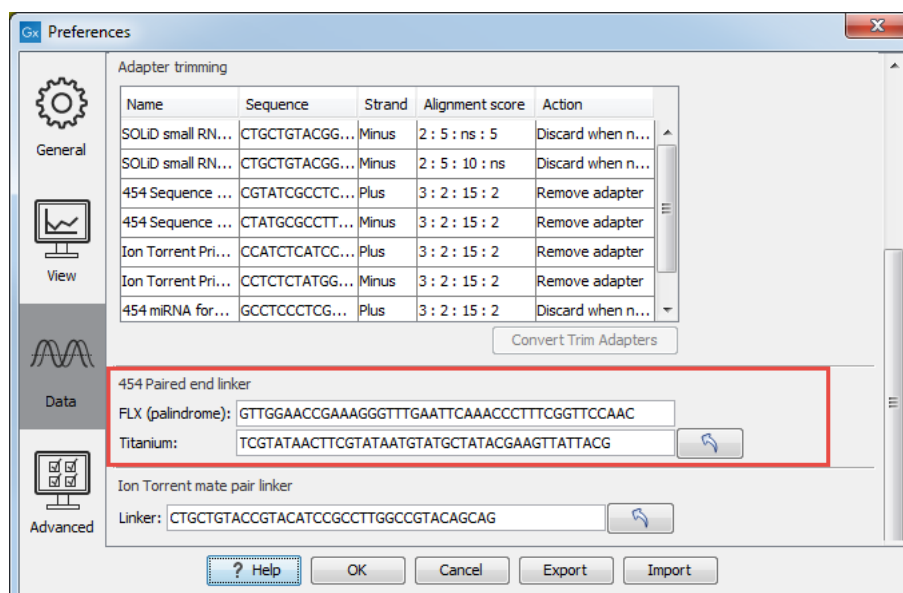 Gx Preferences
Adapter trimming
Name Sequence Strand Alignment score Action
SOLiD small RN... CTGCTGTACGG... Minus 2 : 5 : ns : 5 Discard when n...
SOLiD small RN... CTGCTGTACGG... Minus 2 : 5 : 10 : ns Discard when n...
454 Sequence ... CGTATCGCCTC... Plus 3 : 2 : 15 : 2 Remove adapter
454 Sequence ... CTATGCGCCTT... Minus 3 : 2 : 15 : 2 Remove adapter
Ion Torrent Pri... CCATCTCATCC... Plus 3 : 2 : 15 : 2 Remove adapter
Ion Torrent Pri... CCTCTCTATGG... Minus 3 : 2 : 15 : 2 Remove adapter
454 miRNA for... GCCTCCCTCG... Plus 3 : 2 : 15 : 2 Discard when n...
Convert Trim Adapters
General
View
Data
Advanced
454 Paired end linker
FLX (palindrome): GTTGGAACCGAAAGGGTTTGAATTCAAACCCTTTCGGTTCCAAC
Titanium: TCGTATAACTTCGTATAATGTATGCTATACGAAGTTATTACG
Ion Torrent mate pair linker
Linker: CTGCTGTACCGTACATCCGCCTTGGCCGTACAGCAG
? Help OK Cancel Export Import